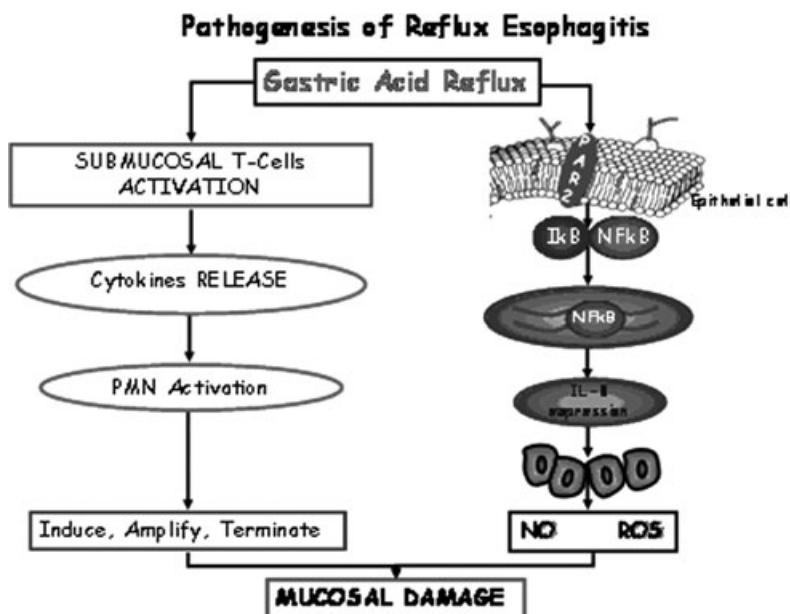 Pathogenesis of Reflux Esophagitis
Gastric Acid Reflux
SUBMUCOSAL T-Cells
ACTIVATION
Cytokines RELEASE
PMN Activation
Induce, Amplify, Terminate
PAR2
Epithelial cell
IkB NFkB
NFkB
IL-8
expression
NO ROS
MUCOSAL DAMAGE